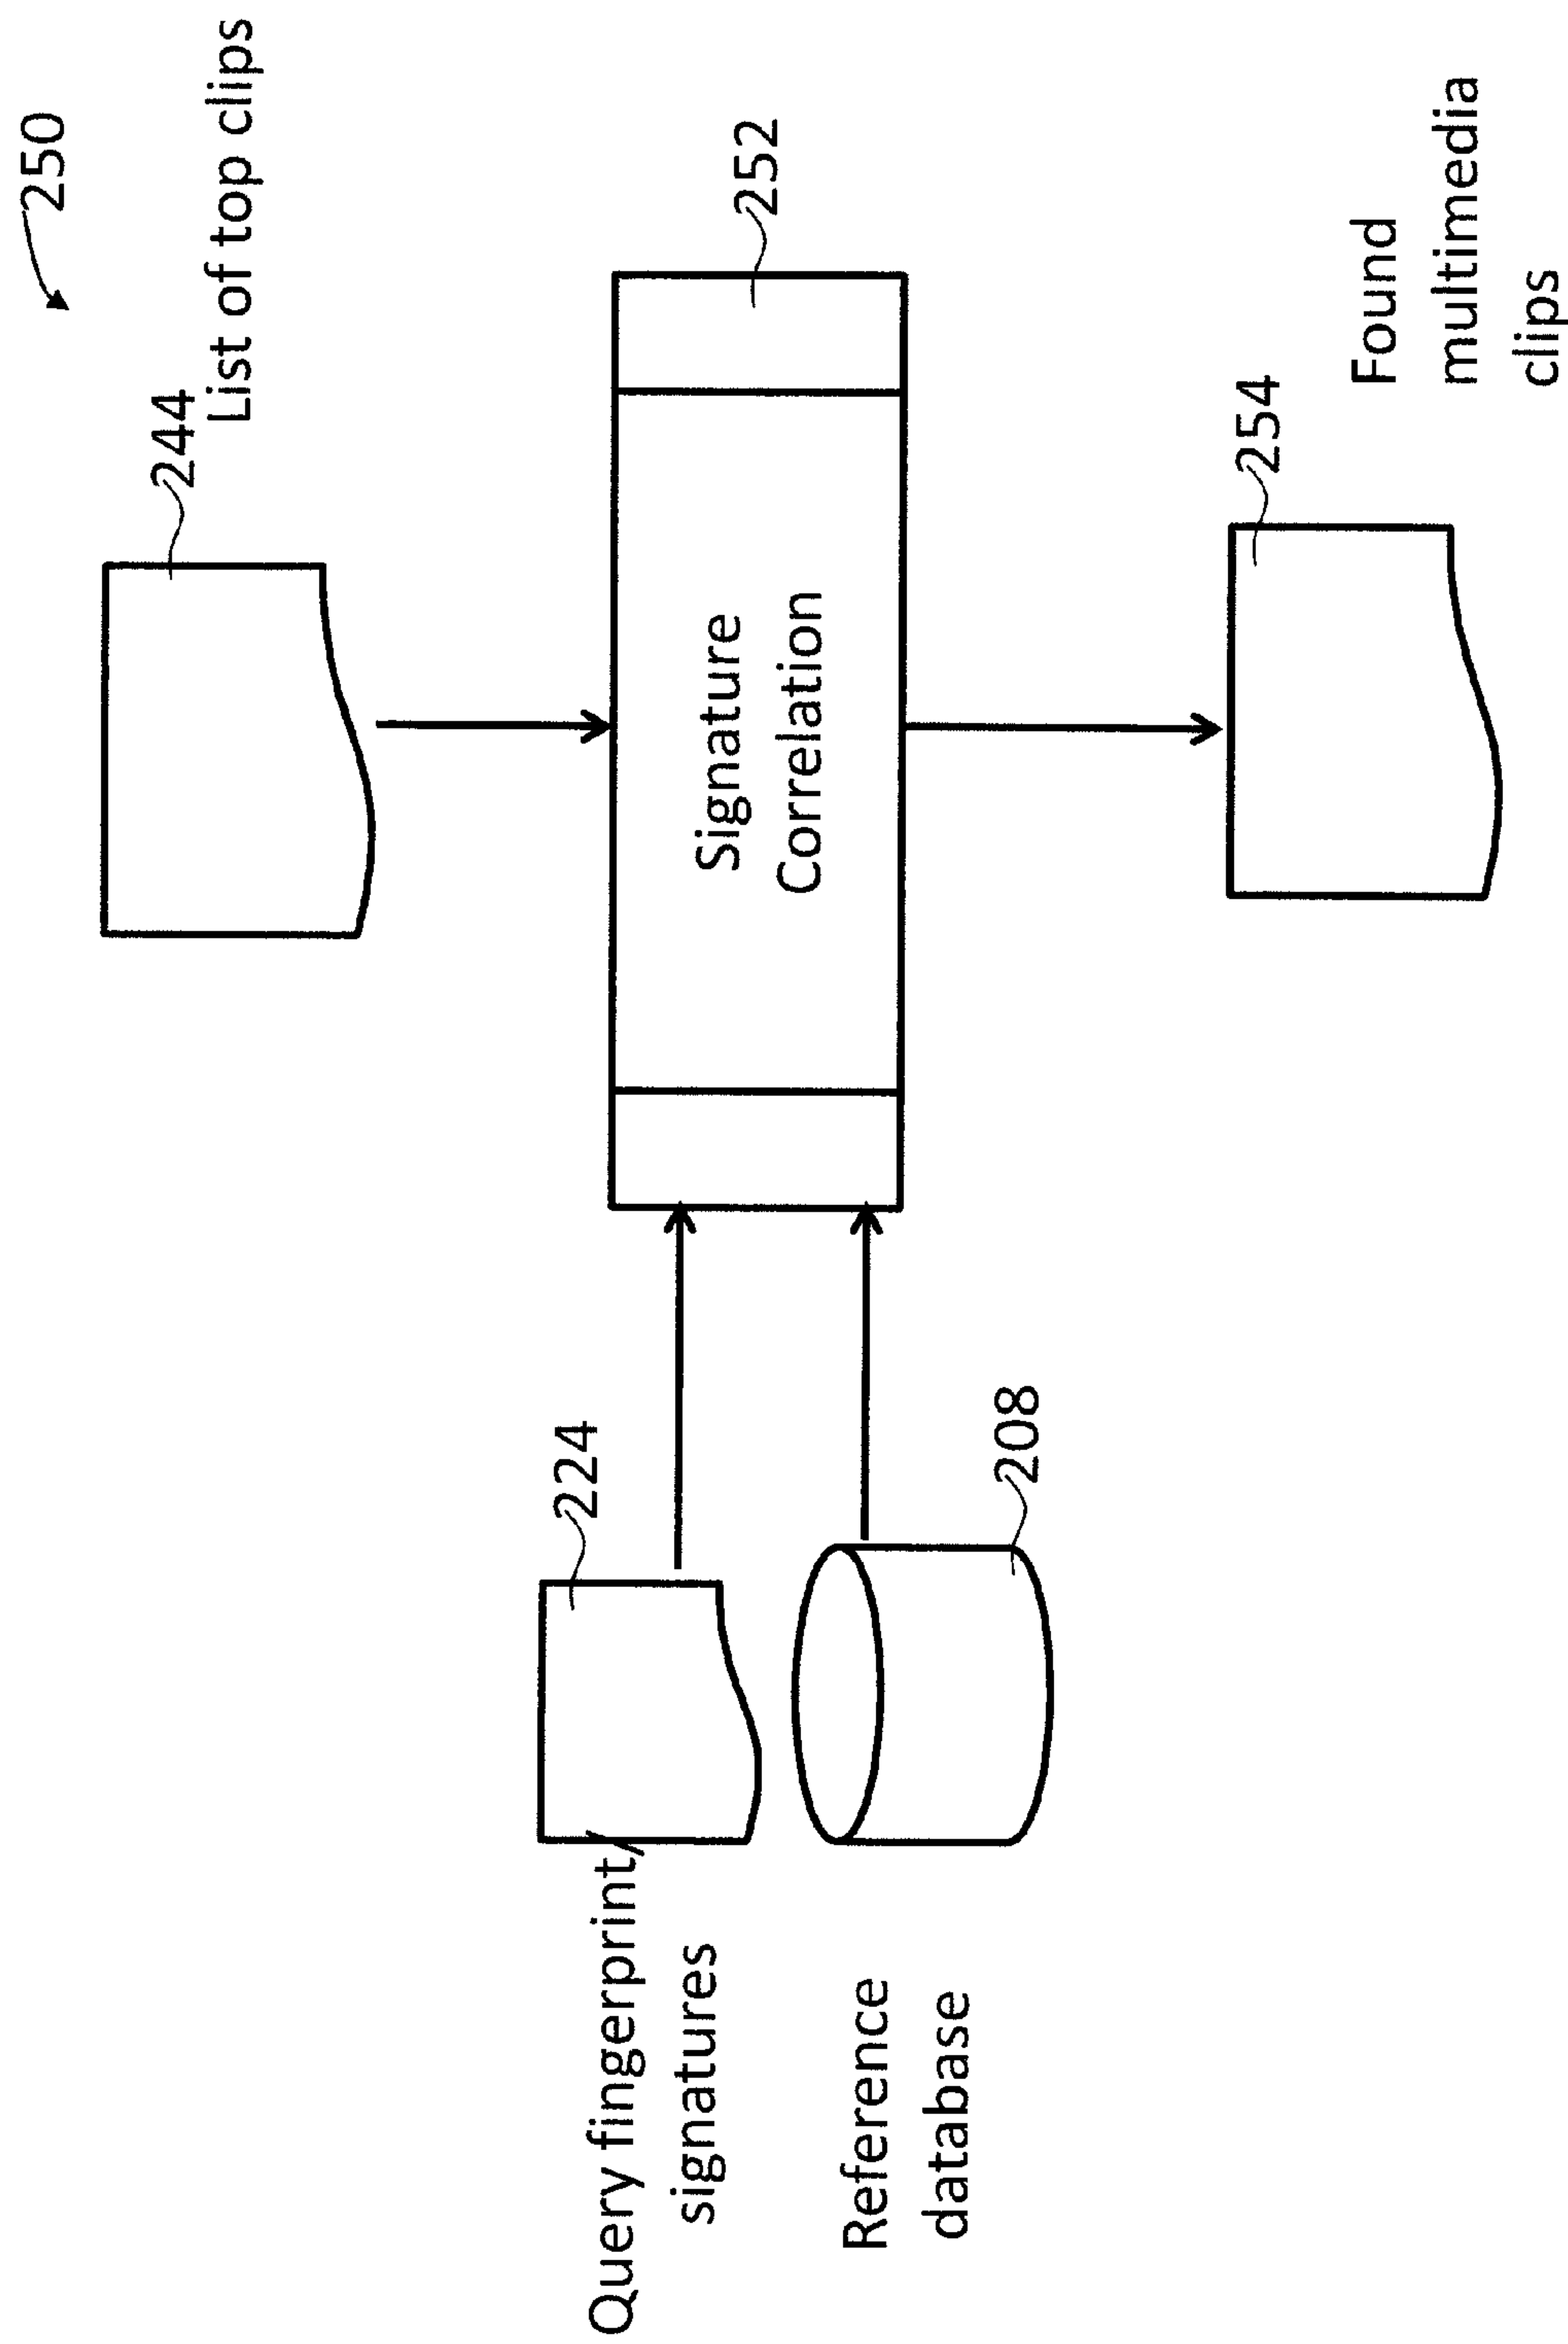 250
244
List of top clips
Query fingerprint/
signatures
224
Signature
Correlation
252
Reference
database
208
254
Found
multimedia
clips